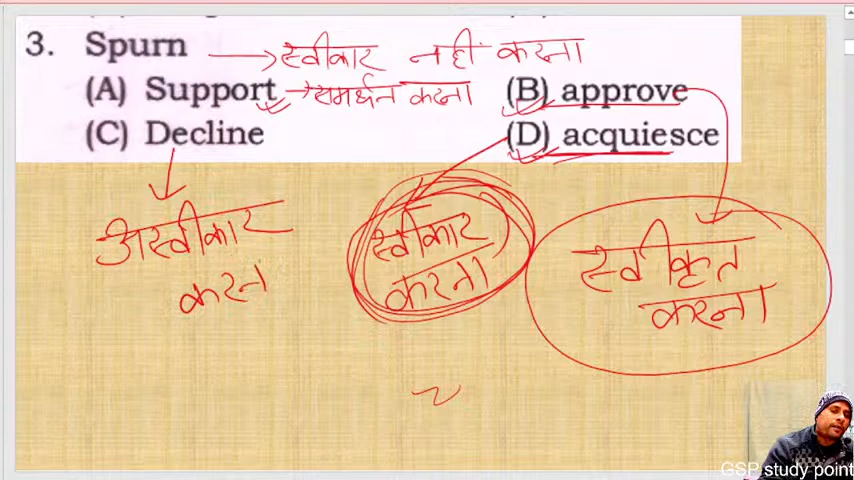 3. Spurn → स्वीकार नहीं करना
(A) Support → समर्थन करना (B) approve
(C) Decline (D) acquiesce
अस्वीकार स्वीकार स्वीकृत
करन करना करना
GSP study point